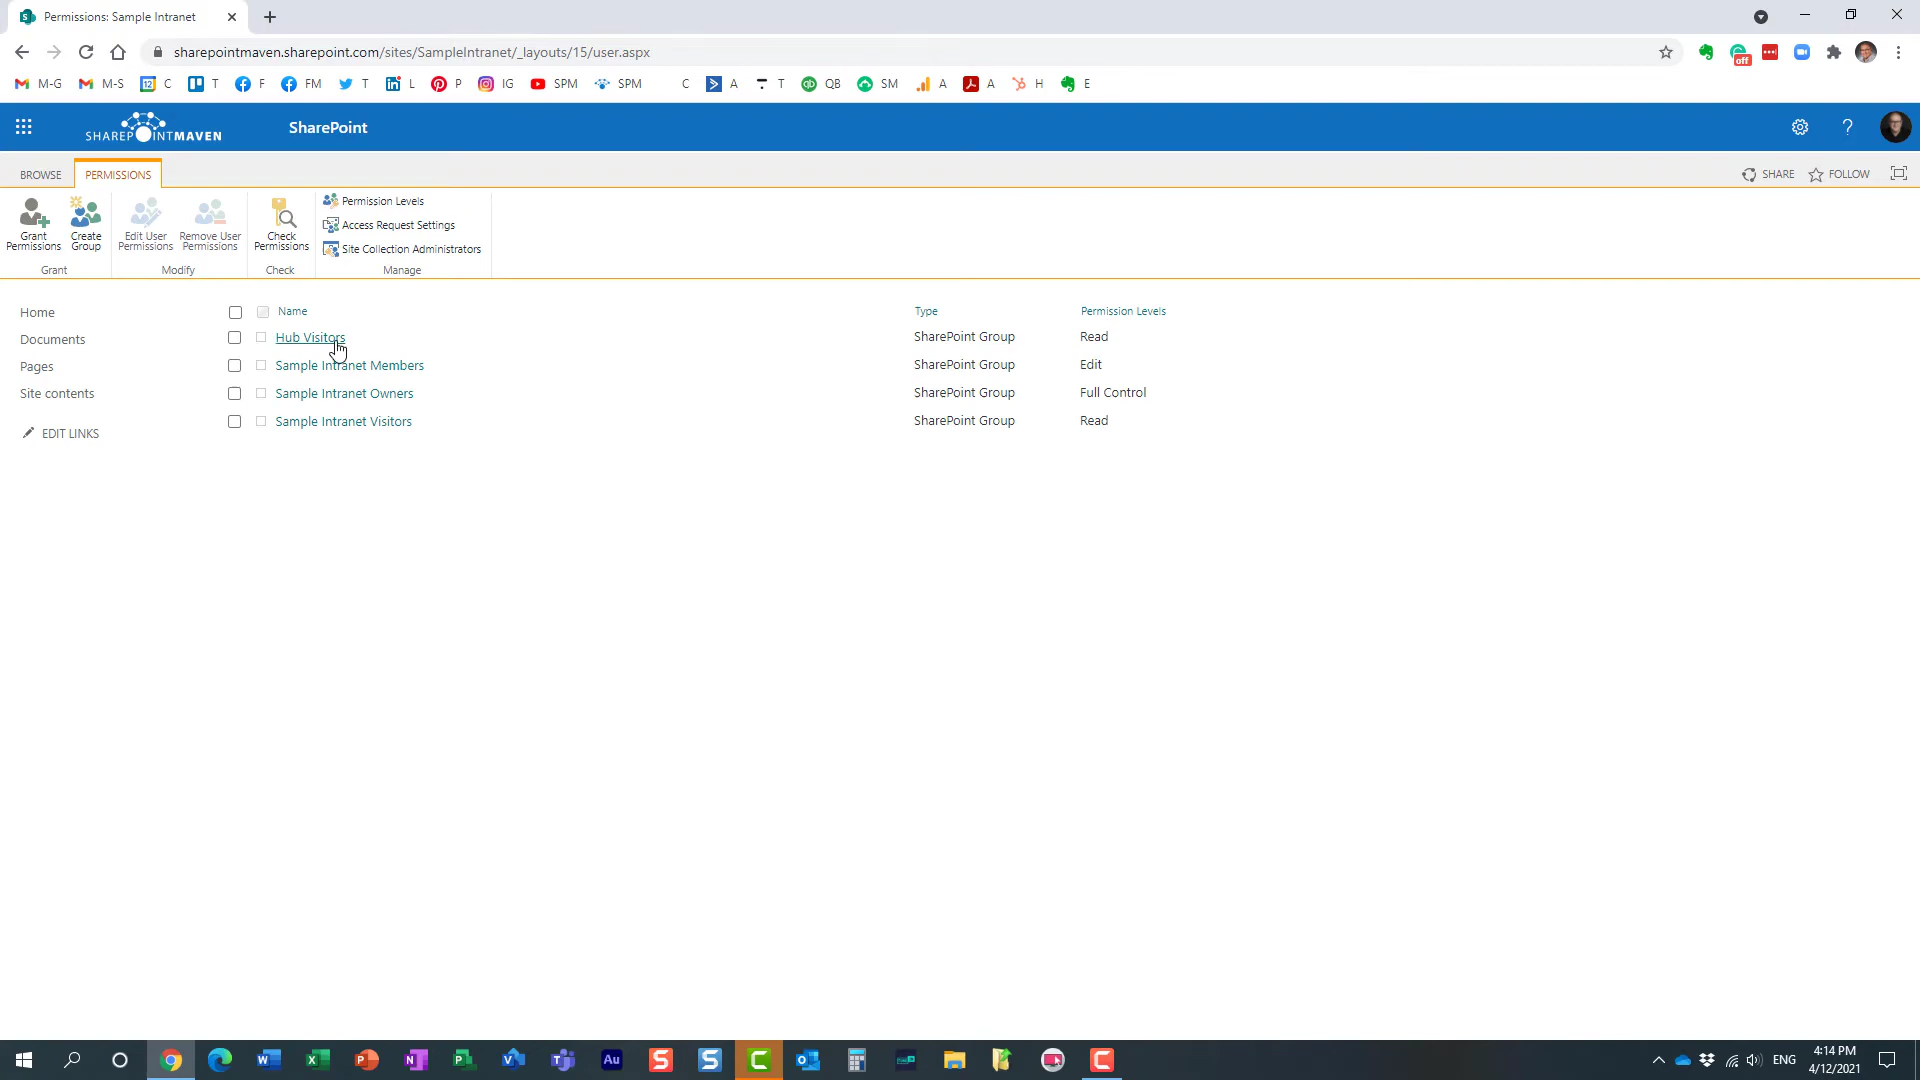 Permissions: Sample Intranet
sharepointmaven.sharepoint.com/sites/SampleIntranet/_layouts/15/user.aspx
off
M-G M-S 12 C T F FM T L P IG SPM SPM C A T QB SM A A H E
SHAREPOINTMAVEN SharePoint ?
BROWSE PERMISSIONS SHARE FOLLOW
Grant Permissions
Create Group
Edit User Permissions
Remove User Permissions
Check Permissions
Permission Levels
Access Request Settings
Site Collection Administrators
Grant Modify Check Manage
Home
Documents
Pages
Site contents
EDIT LINKS
Name Type Permission Levels
Hub Visitors SharePoint Group Read
Sample Intranet Members SharePoint Group Edit
Sample Intranet Owners SharePoint Group Full Control
Sample Intranet Visitors SharePoint Group Read
ENG
4:14 PM
4/12/2021